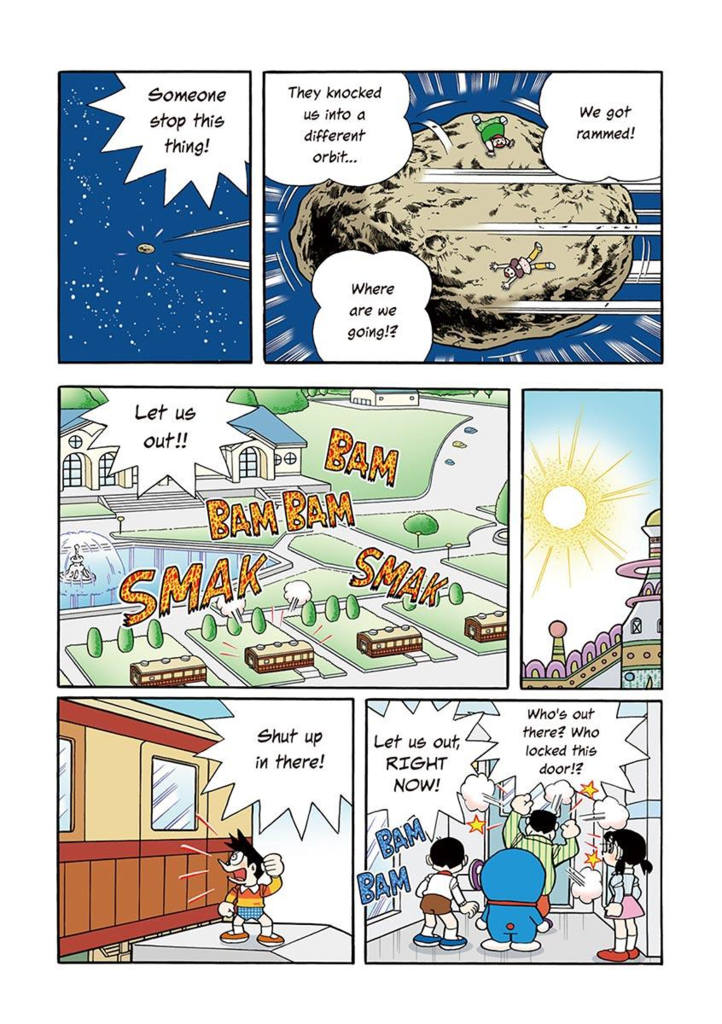 We got
rammed!
They knocked
us into a
different
orbit...
Where
are we
going!?
Someone
stop this
thing!
Let us
out!!
BAM
BAM BAM
SMAK
SMAK
Who's out
there? Who
locked this
door!?
Let us out,
RIGHT
NOW!
BAM
BAM
Shut up
in there!